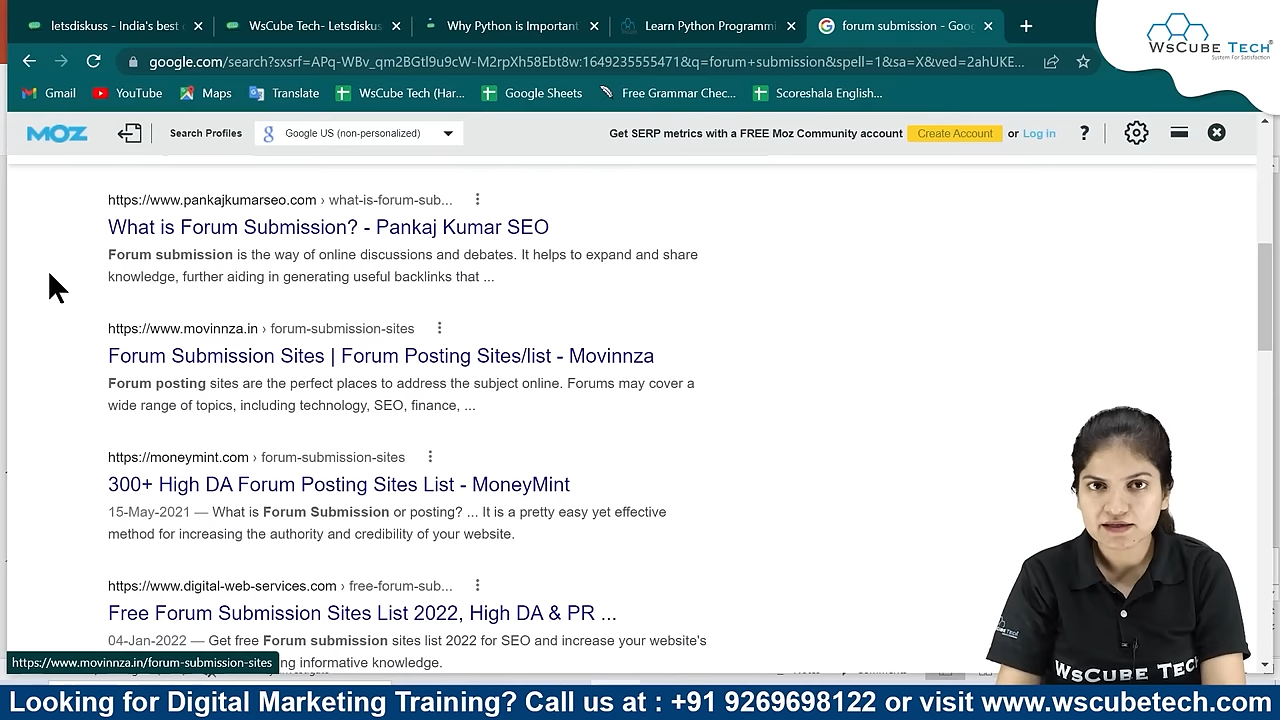 letsdiskuss - India's best
WsCube Tech- Letsdiskus
Why Python is Important
Learn Python Programmi
forum submission - Goo
WsCube Tech
System For Satisfaction
google.com/search?sxsrf=APq-WBv_qm2BGtl9u9cW-M2rpXh58EBt8w:1649235555471&q=forum+submission&spell=1&sa=X&ved=2ahUKE...
Gmail
YouTube
Maps
Translate
WsCube Tech (Har...
Google Sheets
Free Grammar Chec...
Scoreshala English...
MOZ
Search Profiles
Google US (non-personalized)
Get SERP metrics with a FREE Moz Community account
Create Account
or Log in
?
https://www.pankajkumarseo.com › what-is-forum-sub...
What is Forum Submission? - Pankaj Kumar SEO
Forum submission is the way of online discussions and debates. It helps to expand and share
knowledge, further aiding in generating useful backlinks that ...
https://www.movinnza.in › forum-submission-sites
Forum Submission Sites | Forum Posting Sites/list - Movinnza
Forum posting sites are the perfect places to address the subject online. Forums may cover a
wide range of topics, including technology, SEO, finance, ...
https://moneymint.com › forum-submission-sites
300+ High DA Forum Posting Sites List - MoneyMint
15-May-2021 — What is Forum Submission or posting? ... It is a pretty easy yet effective
method for increasing the authority and credibility of your website.
https://www.digital-web-services.com › free-forum-sub...
Free Forum Submission Sites List 2022, High DA & PR ...
04-Jan-2022 — Get free Forum submission sites list 2022 for SEO and increase your website's
https://www.movinnza.in/forum-submission-sites
ng informative knowledge.
WsCube Tech
Looking for Digital Marketing Training? Call us at : +91 9269698122 or visit www.wscubetech.com